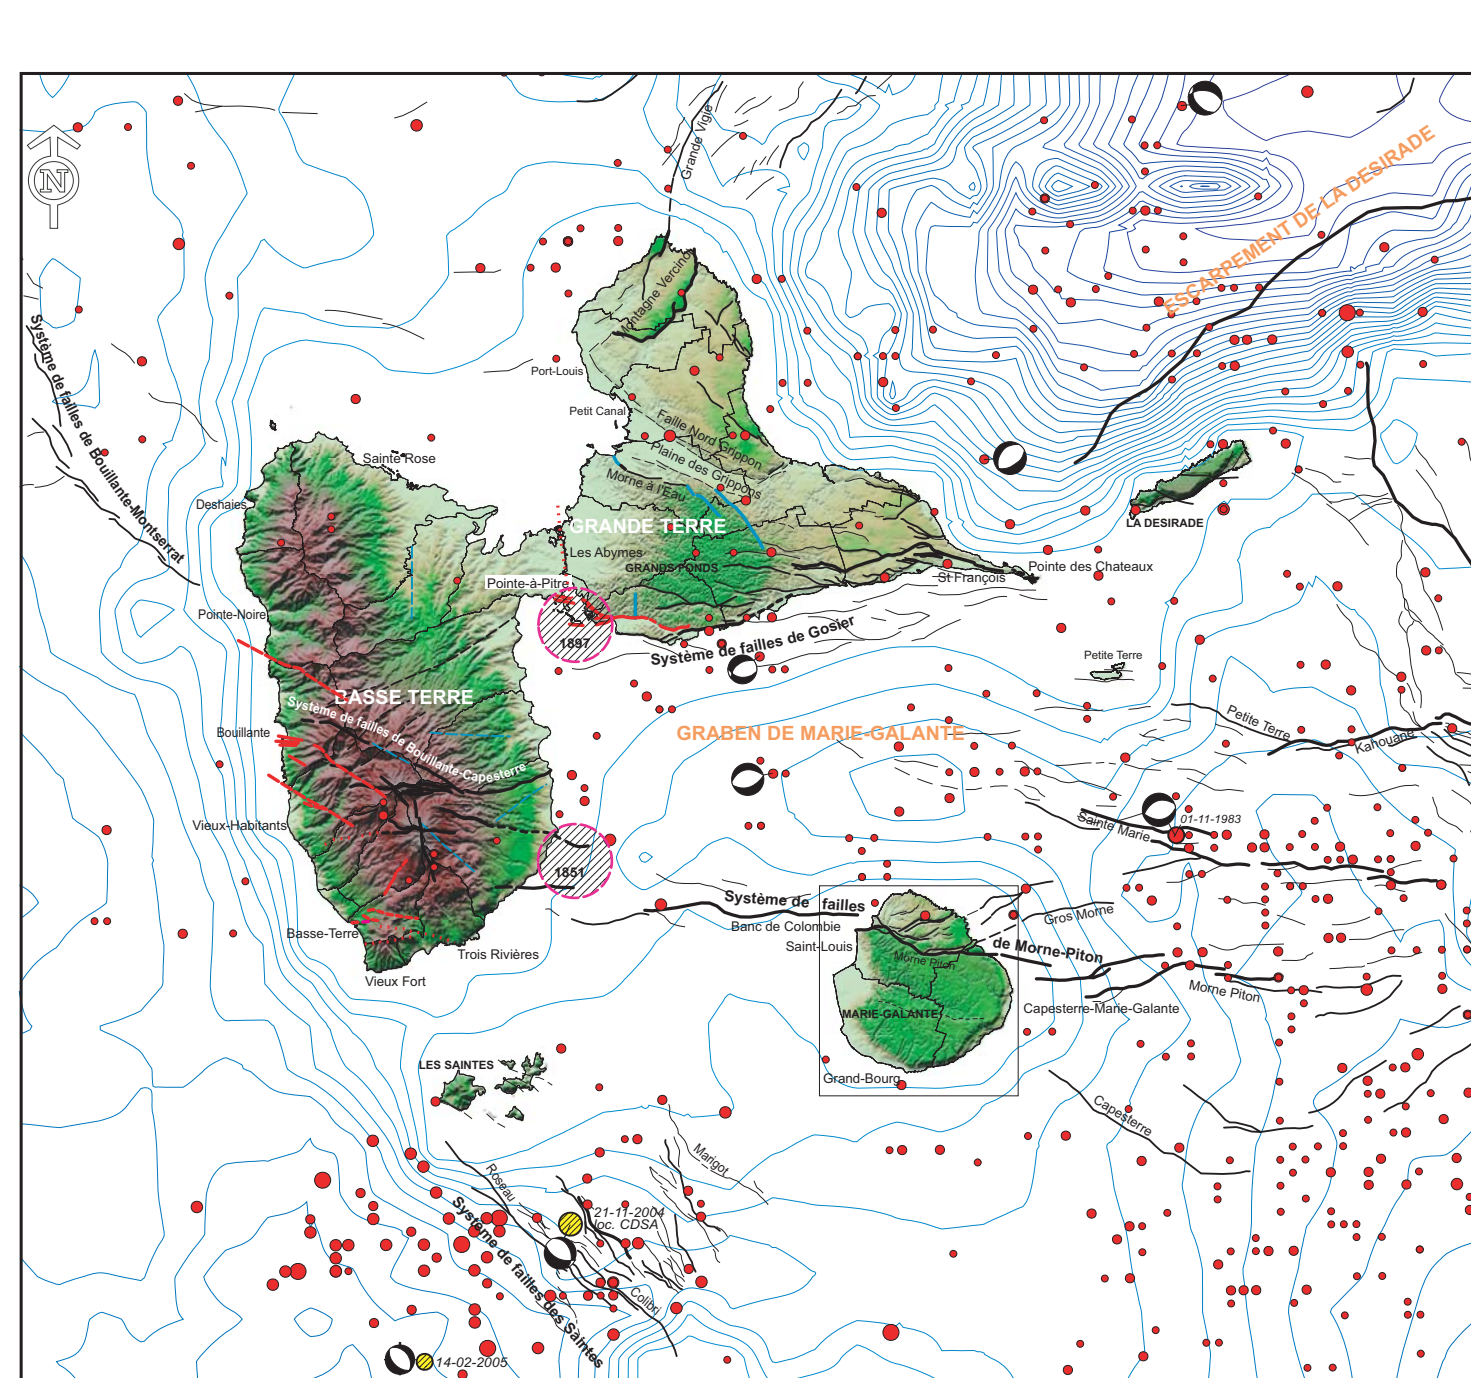 N
Grande Vigie
ESCARPEMENT DE LA DESIRADE
Montagne Vercinot
Système de failles de Bouillante-Montserrat
Port-Louis
Petit Canal
Faille Nord Grippon
Plaine des Grippons
Morne à l'Eau
Sainte Rose
Deshaies
GRANDE TERRE
LA DESIRADE
Les Abymes
GRANDS FONDS
Pointe-à-Pitre
St François
Pointe des Chateaux
Pointe-Noire
1897
Système de failles de Gosier
Petite Terre
BASSE TERRE
Système de failles de Bouillante-Capesterre
Bouillante
GRABEN DE MARIE-GALANTE
Petite Terre
Kahouanne
Vieux-Habitants
Sainte Marie
01-11-1983
1851
Système de failles
Banc de Colombie
Gros Morne
Saint-Louis
de Morne-Piton
Morne Piton
Basse-Terre
Trois Rivières
Vieux Fort
Morne Piton
MARIE-GALANTE
Capesterre-Marie-Galante
LES SAINTES
Grand-Bourg
Capesterre
Marigot
Roseau
21-11-2004
loc. CDSA
Système de failles des Saintes
Colibri
14-02-2005